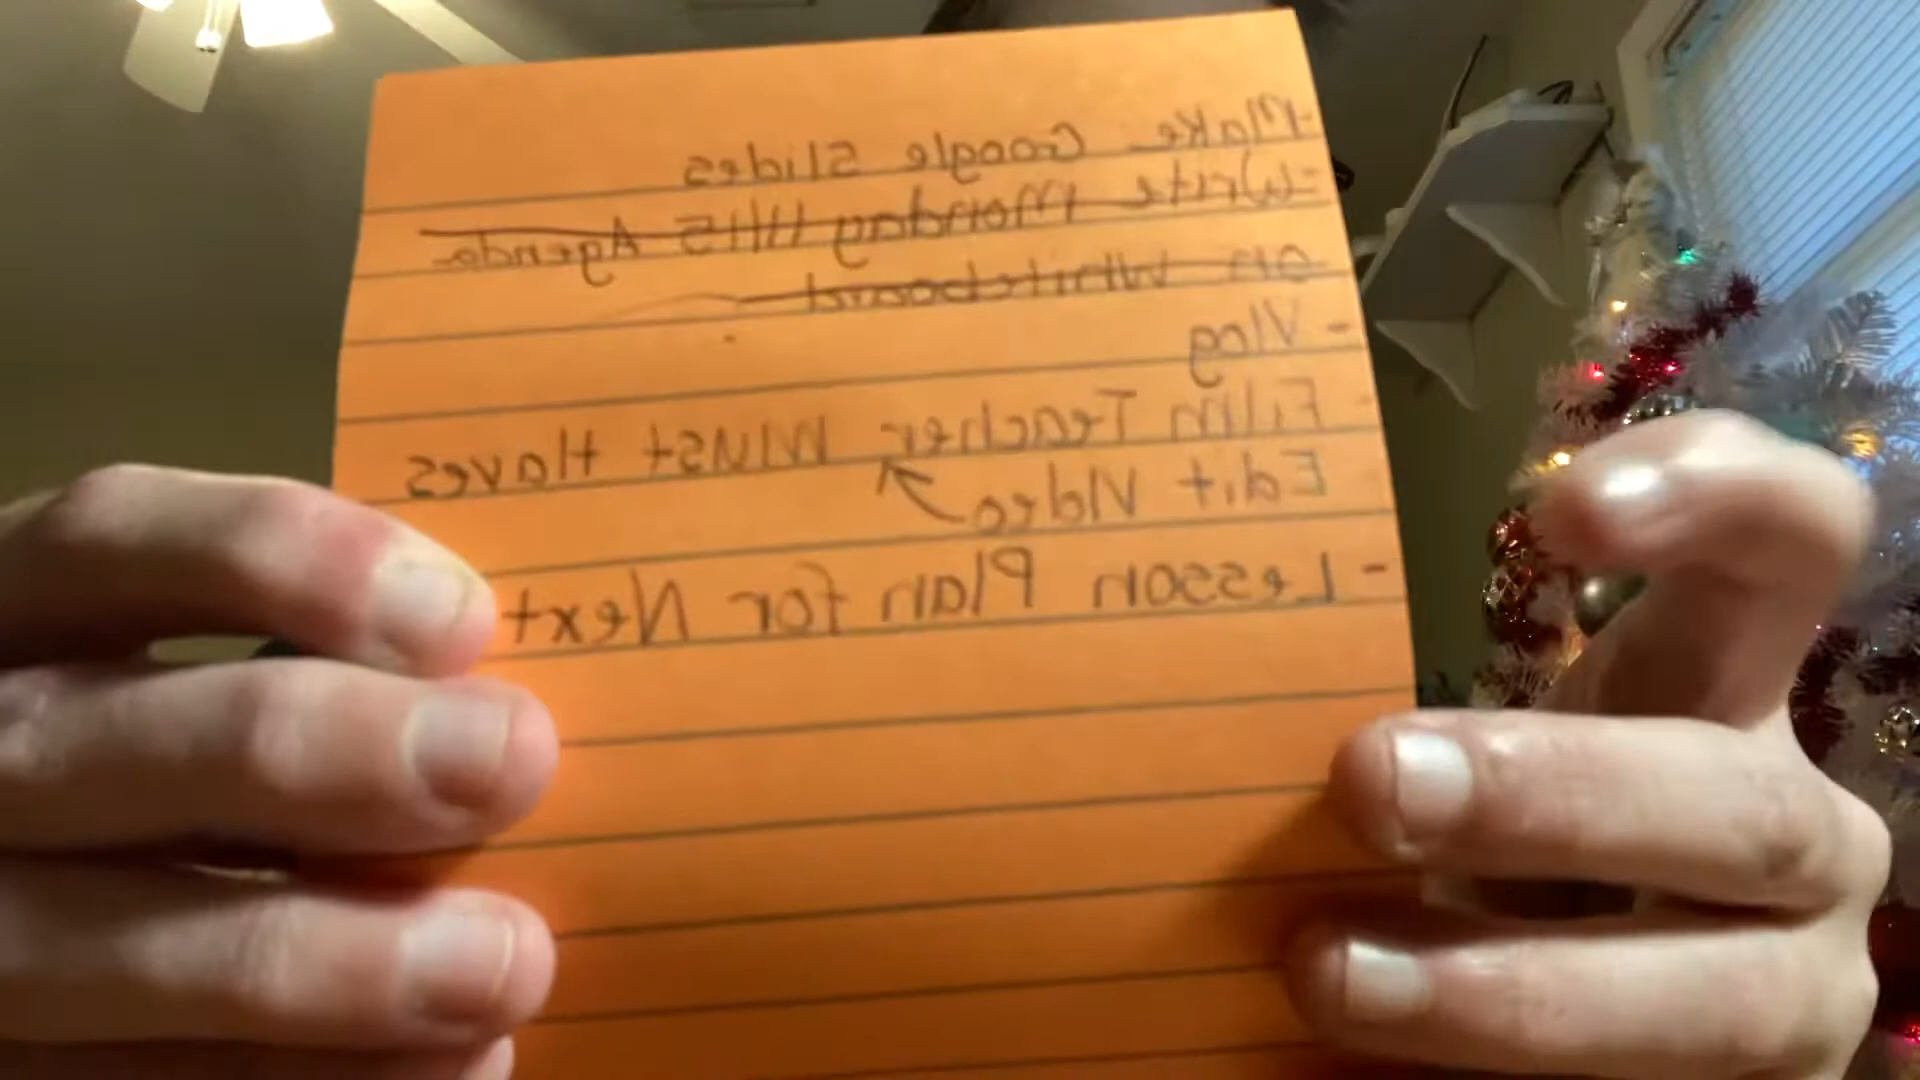 -Make Google Slides
-Write Monday 11/15 Agenda
on Whiteboard
- Vlog
- Film Teacher Must Haves
- Edit Video
- Lesson Plan for Next